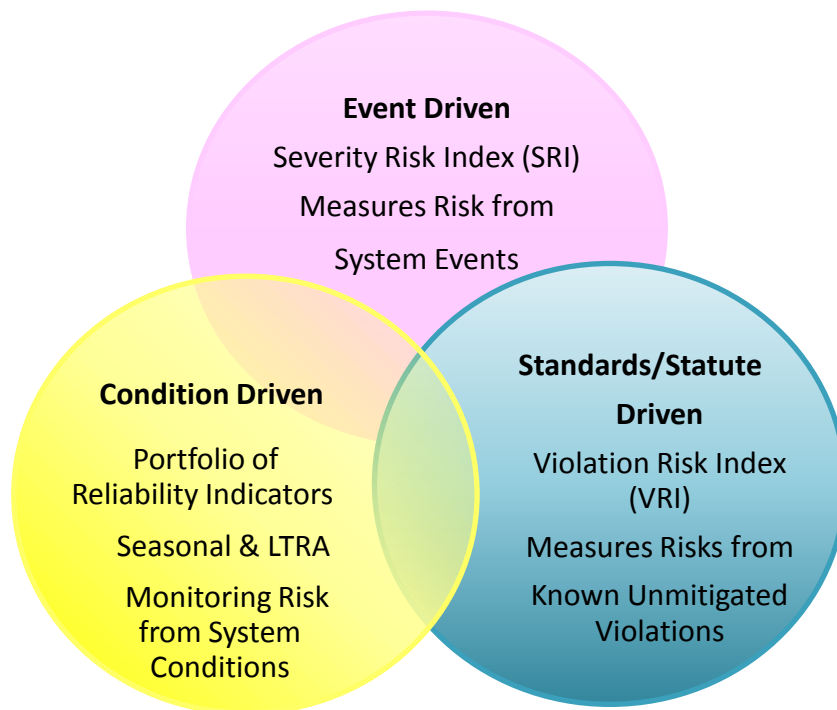 Event Driven
Severity Risk Index (SRI)
Measures Risk from
System Events
Condition Driven
Portfolio of
Reliability Indicators
Seasonal & LTRA
Monitoring Risk
from System
Conditions
Standards/Statute
Driven
Violation Risk Index
(VRI)
Measures Risks from
Known Unmitigated
Violations